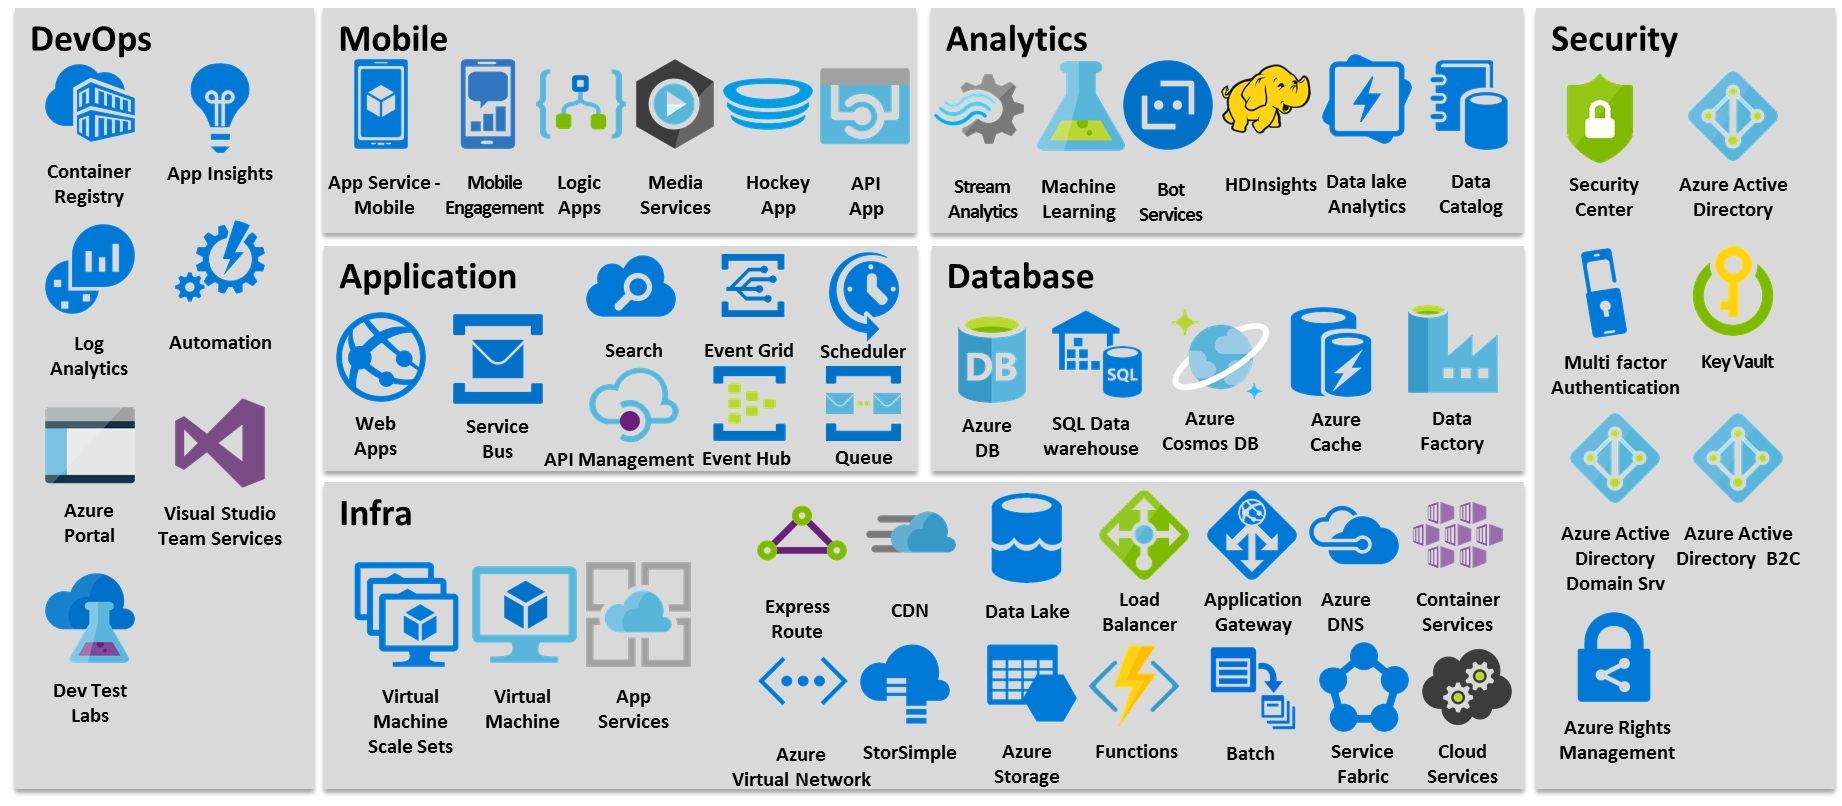 DevOps
Container
Registry
App Insights
Log
Analytics
Automation
Azure
Portal
Visual Studio
Team Services
Dev Test
Labs
Mobile
App Service -
Mobile
Mobile
Engagement
Logic
Apps
Media
Services
Hockey
App
API
App
Analytics
Stream
Analytics
Machine
Learning
Bot
Services
HDInsights
Data lake
Analytics
Data
Catalog
Application
Web
Apps
Service
Bus
Search
Event Grid
Scheduler
API Management
Event Hub
Queue
Database
DB
Azure
DB
SQL
SQL Data
warehouse
Azure
Cosmos DB
Azure
Cache
Data
Factory
Infra
Virtual
Machine
Scale Sets
Virtual
Machine
App
Services
Express
Route
CDN
Data Lake
Load
Balancer
Application
Gateway
Azure
DNS
Container
Services
Azure
Virtual Network
StorSimple
Azure
Storage
Functions
Batch
Service
Fabric
Cloud
Services
Security
Security
Center
Azure Active
Directory
Multi factor
Authentication
Key Vault
Azure Active
Directory
Domain Srv
Azure Active
Directory B2C
Azure Rights
Management